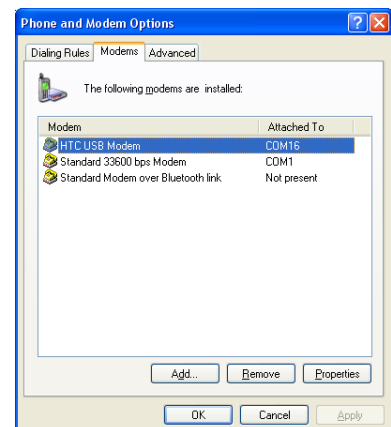 Phone and Modem Options
Dialing Rules Modems Advanced
The following modems are installed:
Modem Attached To
HTC USB Modem COM16
Standard 33600 bps Modem COM1
Standard Modem over Bluetooth link Not present
Add... Remove Properties
OK Cancel Apply